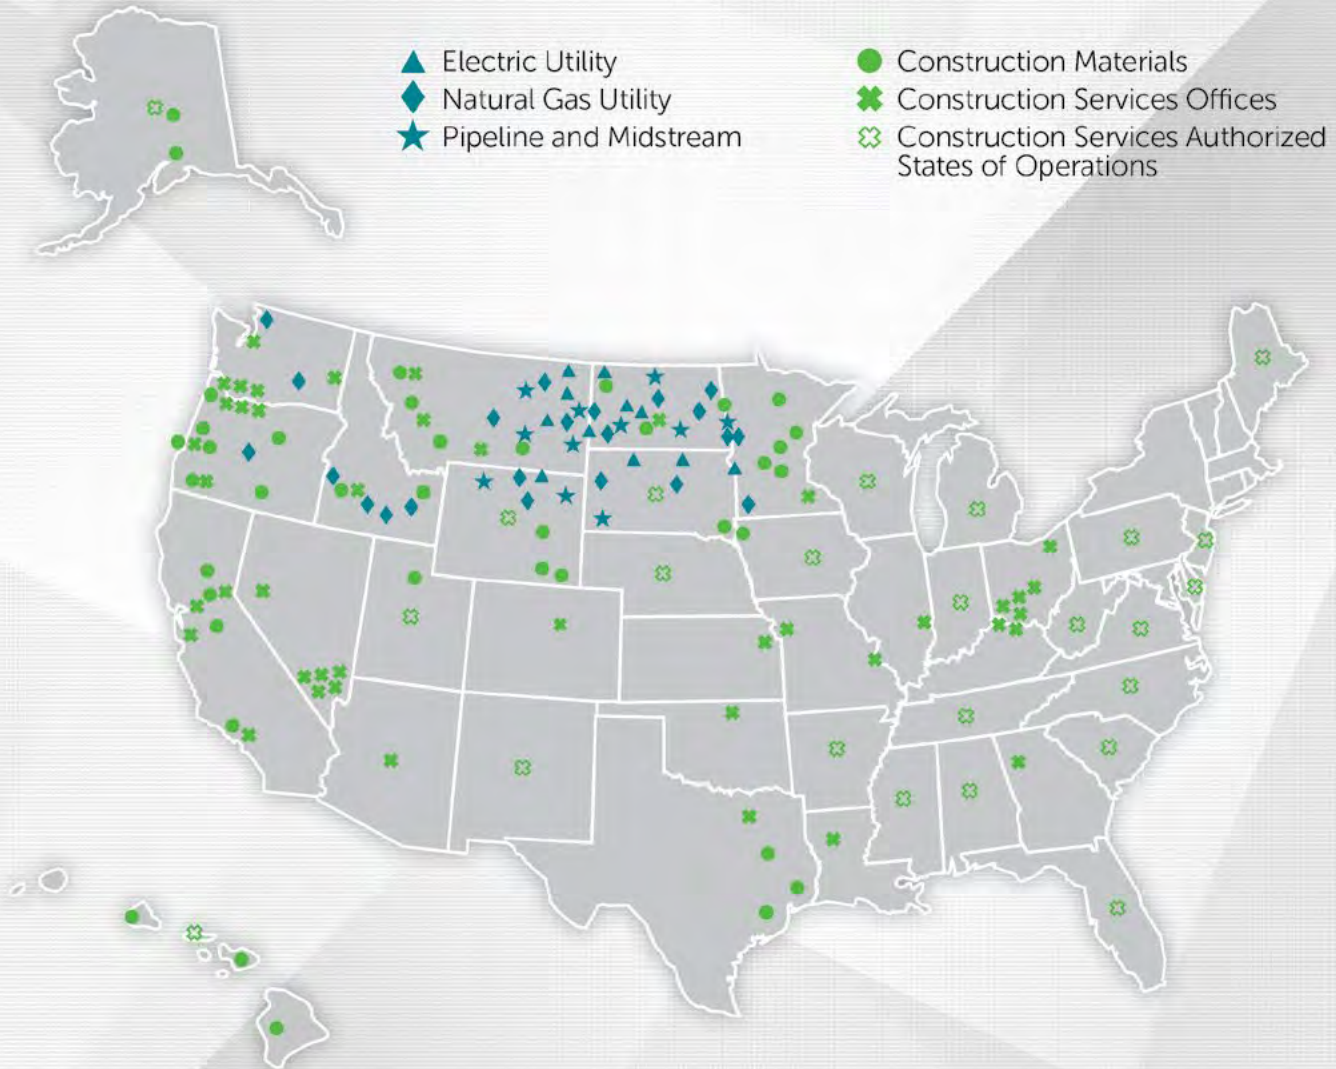 Electric Utility
Natural Gas Utility
Pipeline and Midstream
Construction Materials
Construction Services Offices
Construction Services Authorized
States of Operations